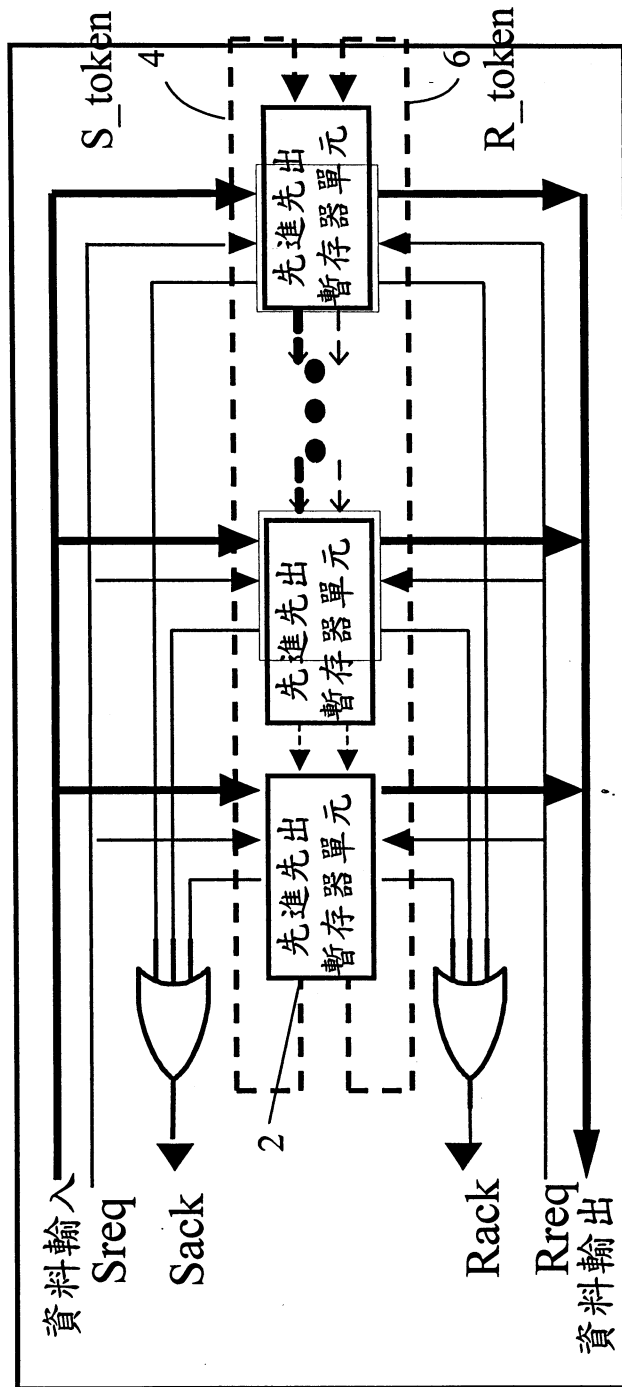 資料輸入
Sreq
Sack
S_token
4
先進先出
暫存器單元
先進先出
暫存器單元
先進先出
暫存器單元
2
6
R_token
Rack
Rreq
資料輸出